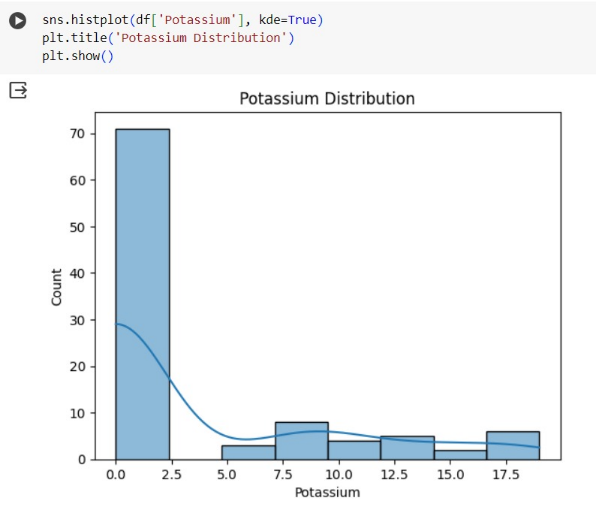 sns.histplot(df['Potassium'], kde=True)
plt.title('Potassium Distribution')
plt.show()
Potassium Distribution
70
60
50
40
30
20
10
0
Count
0.0 2.5 5.0 7.5 10.0 12.5 15.0 17.5
Potassium